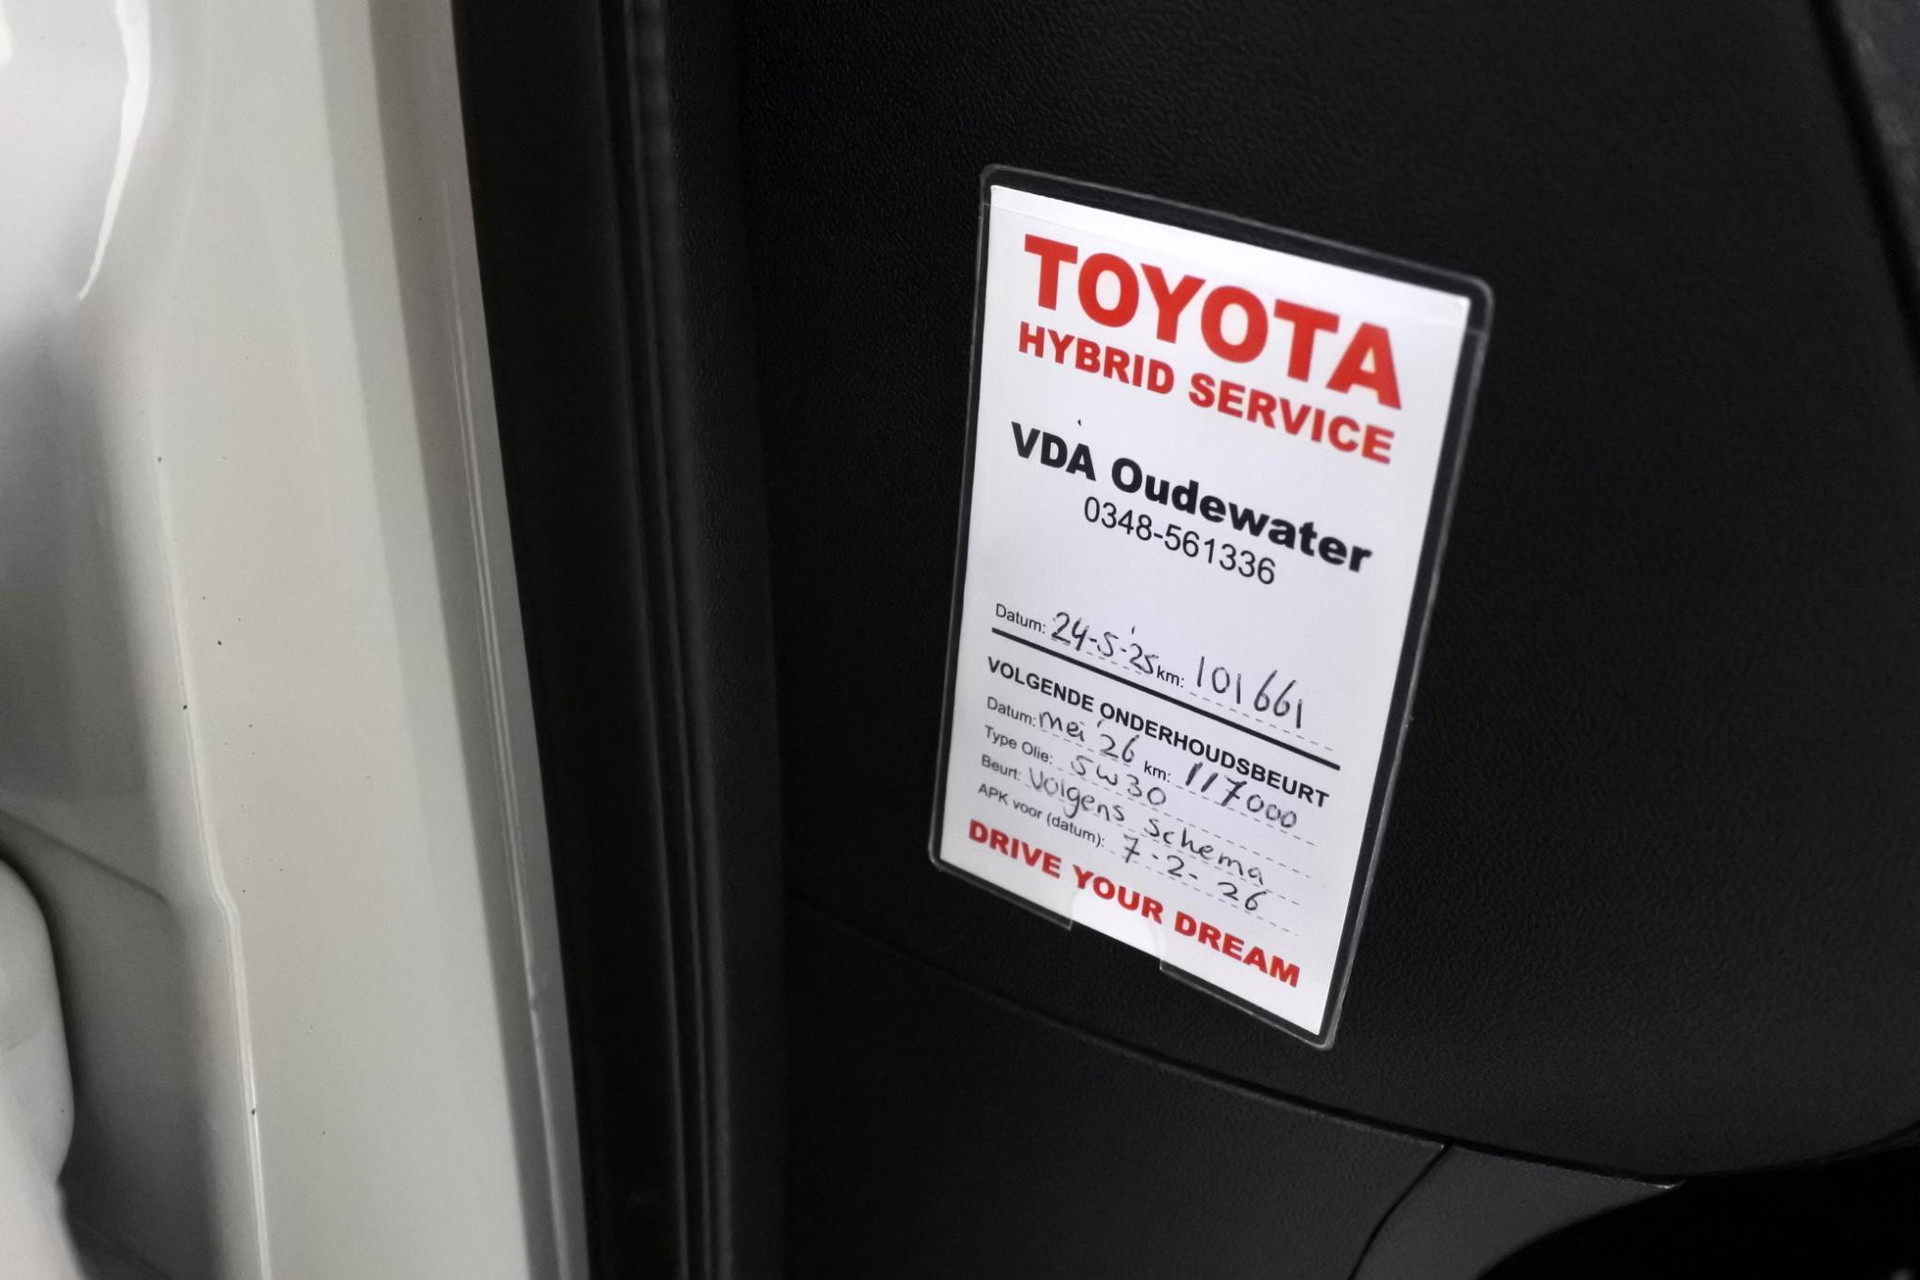 TOYOTA
HYBRID SERVICE
VDA Oudewater
0348-561336
Datum: 24-5-'25 km: 101661
VOLGENDE ONDERHOUDSBEURT
Datum: mei '26 km: 117000
Type Olie: 5w30
Beurt: Volgens schema
APK voor (datum): 7-2-26
DRIVE YOUR DREAM